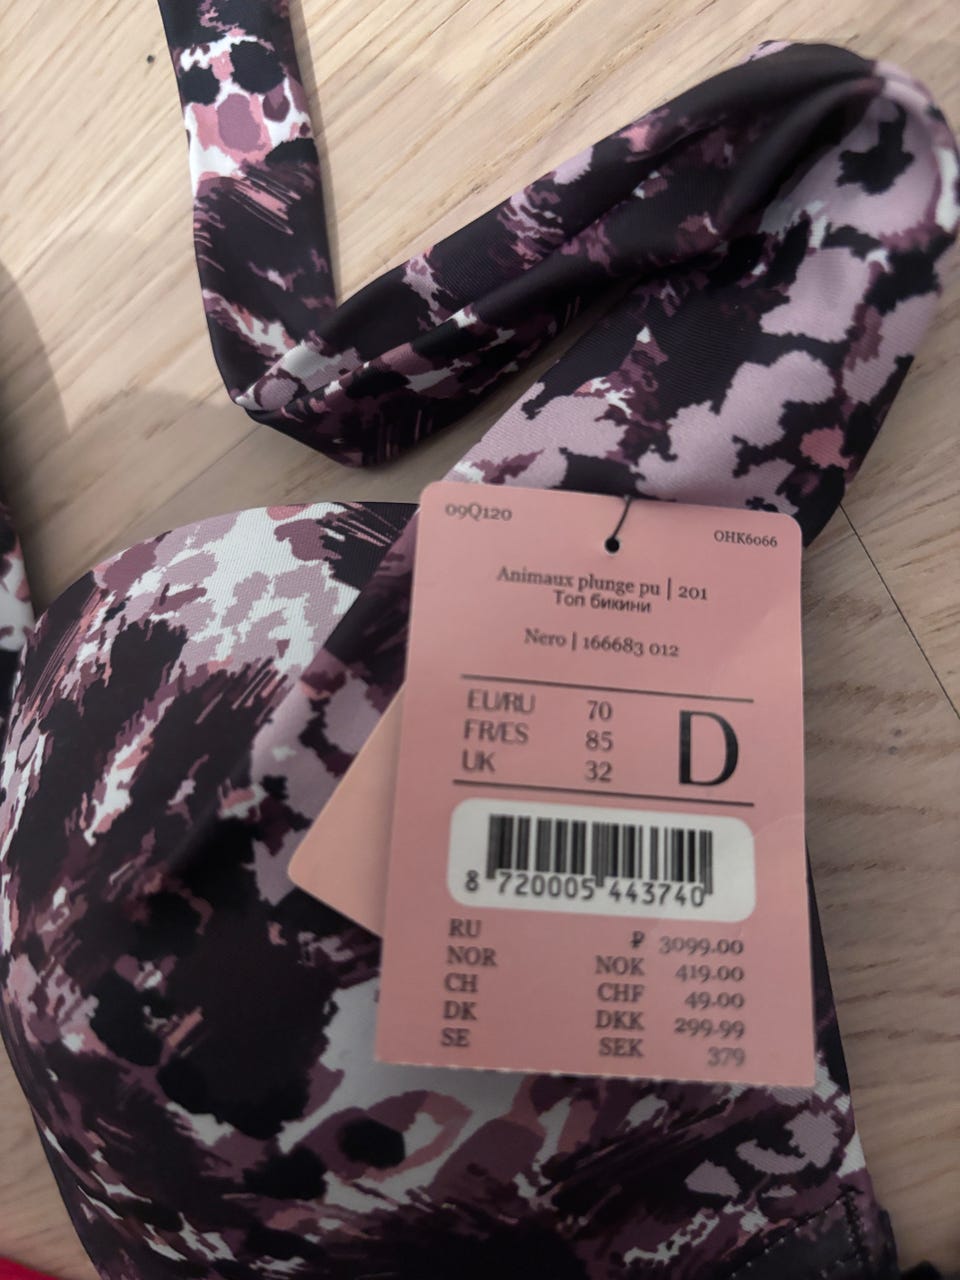 09Q120
OHK6066
Animaux plunge pu | 201
Топ бикини
Nero | 166683 012
EU/RU 70
FR/ES 85
UK 32
D
8 720005 443740
RU ₽ 3099.00
NOR NOK 419.00
CH CHF 49.00
DK DKK 299.99
SE SEK 379